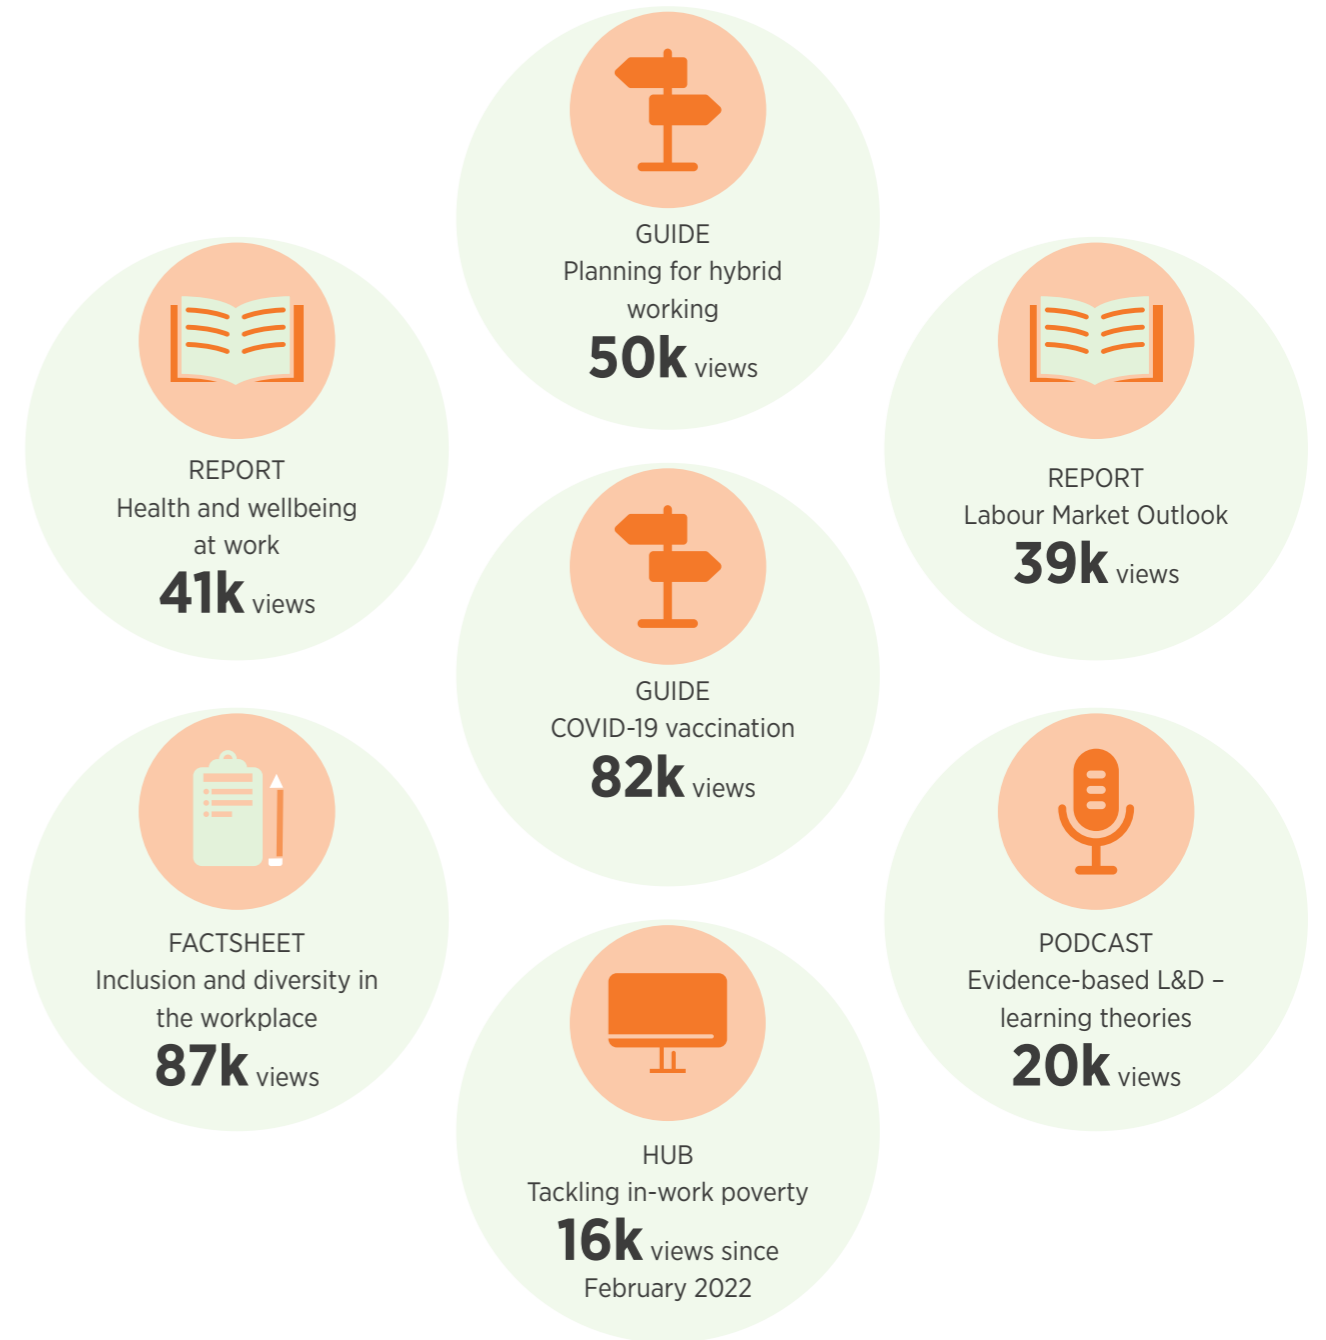 GUIDE
Planning for hybrid
working
50k views
REPORT
Health and wellbeing
at work
41k views
REPORT
Labour Market Outlook
39k views
GUIDE
COVID-19 vaccination
82k views
FACTSHEET
Inclusion and diversity in
the workplace
87k views
PODCAST
Evidence-based L&D –
learning theories
20k views
HUB
Tackling in-work poverty
16k views since
February 2022